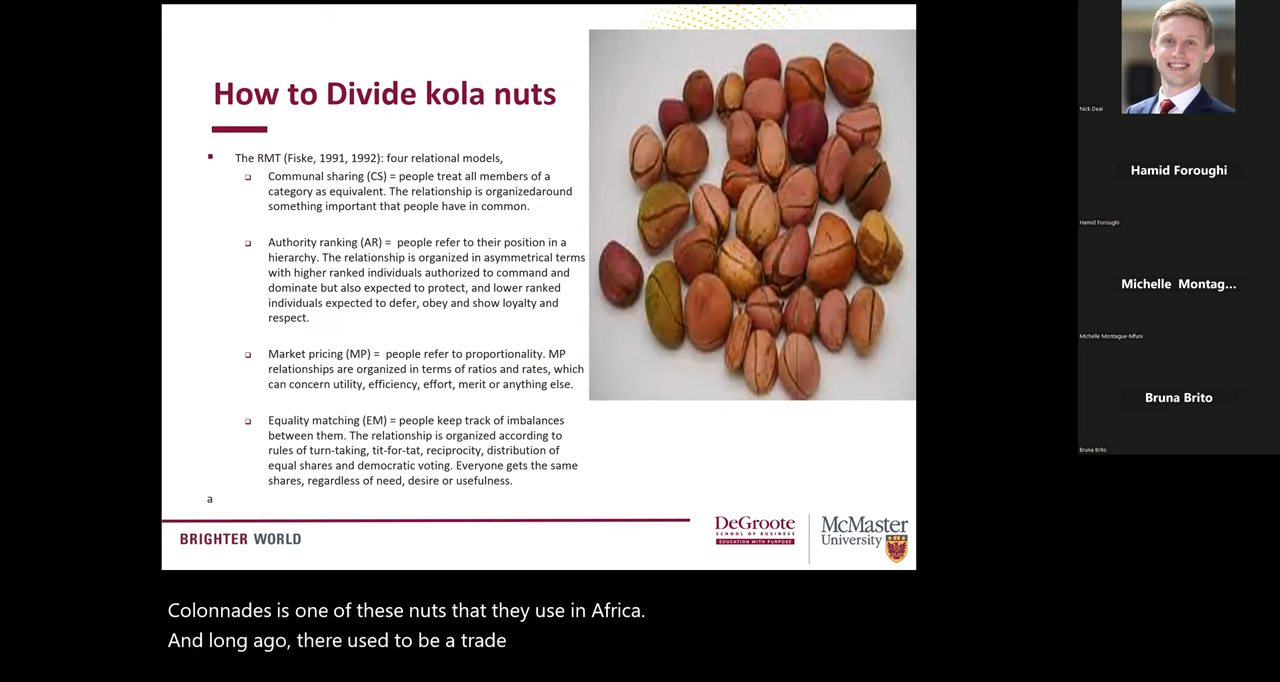 How to Divide kola nuts
The RMT (Fiske, 1991, 1992): four relational models,
Communal sharing (CS) = people treat all members of a
category as equivalent. The relationship is organizedaround
something important that people have in common.
Authority ranking (AR) =  people refer to their position in a
hierarchy. The relationship is organized in asymmetrical terms
with higher ranked individuals authorized to command and
dominate but also expected to protect, and lower ranked
individuals expected to defer, obey and show loyalty and
respect.
Market pricing (MP) =  people refer to proportionality. MP
relationships are organized in terms of ratios and rates, which
can concern utility, efficiency, effort, merit or anything else.
Equality matching (EM) = people keep track of imbalances
between them. The relationship is organized according to
rules of turn-taking, tit-for-tat, reciprocity, distribution of
equal shares and democratic voting. Everyone gets the same
shares, regardless of need, desire or usefulness.
a
BRIGHTER WORLD
DeGroote
SCHOOL OF BUSINESS
EDUCATION WITH PURPOSE
McMaster
University
Colonnades is one of these nuts that they use in Africa.
And long ago, there used to be a trade
Nick Deal
Hamid Foroughi
Hamid Foroughi
Michelle Montag...
Michelle Montague-Mfuni
Bruna Brito
Bruna Brito